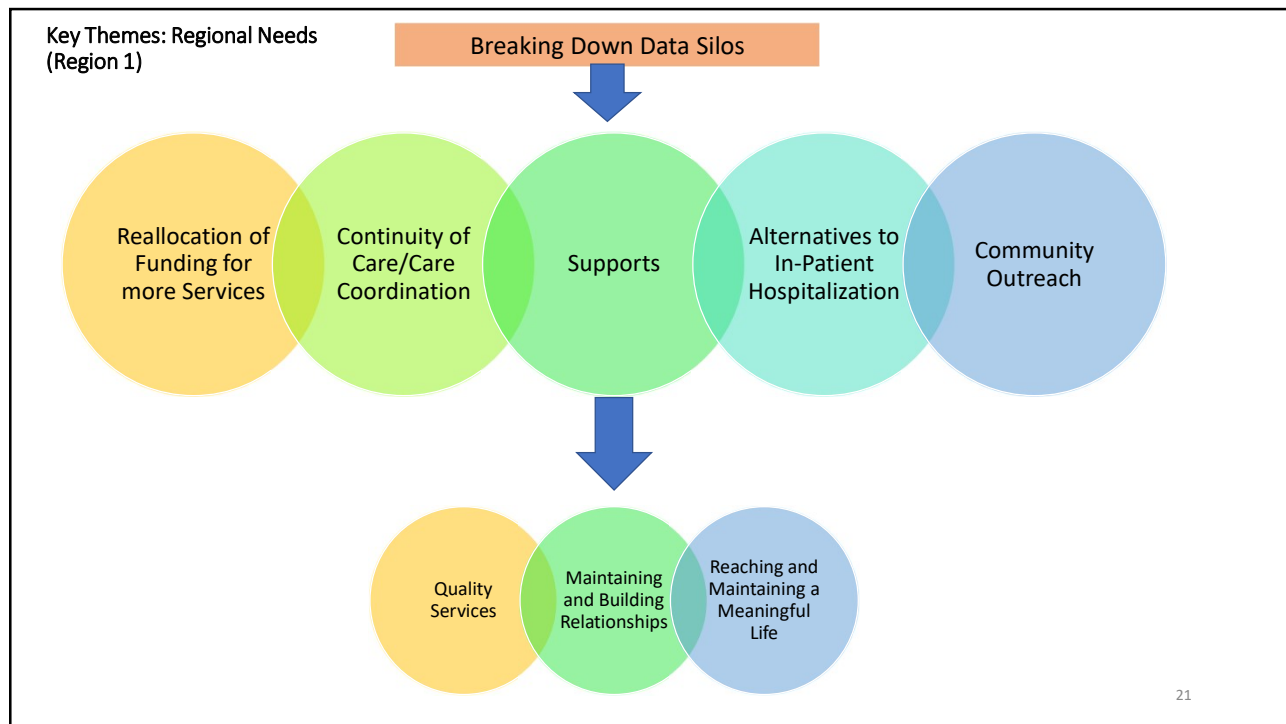 Key Themes: Regional Needs
(Region 1)
Breaking Down Data Silos
Reallocation of
Funding for
more Services
Continuity of
Care/Care
Coordination
Supports
Alternatives to
In-Patient
Hospitalization
Community
Outreach
Quality
Services
Maintaining
and Building
Relationships
Reaching and
Maintaining a
Meaningful
Life
21